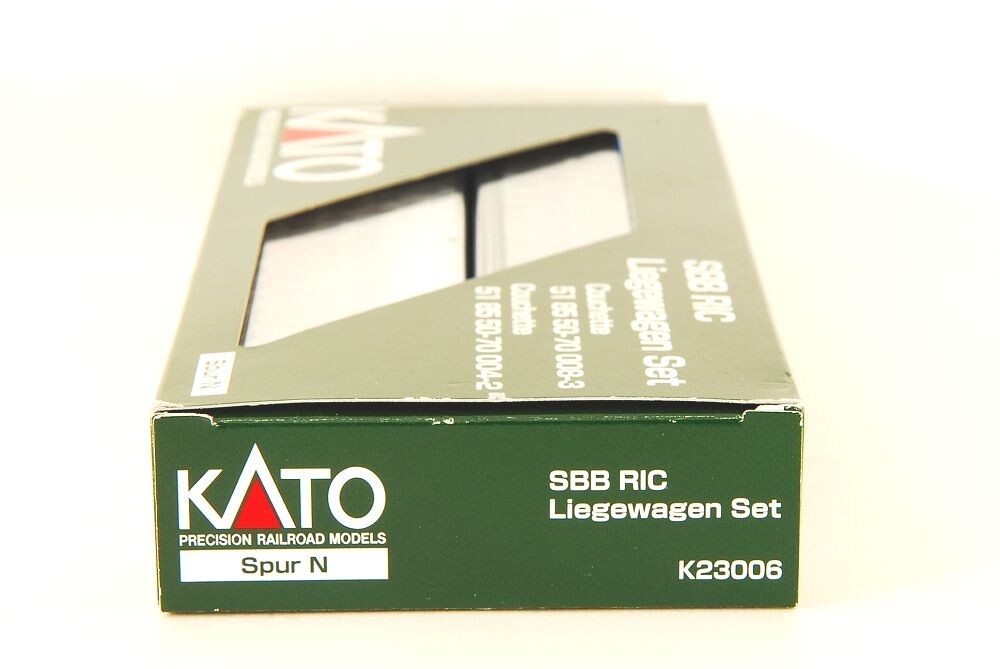 KATO
SBB RIC
Liegewagen Set
Couchette
51 85 50-70 008-3
Couchette
51 85 50-70 004-2
Spur N
KATO
PRECISION RAILROAD MODELS
Spur N
SBB RIC
Liegewagen Set
K23006